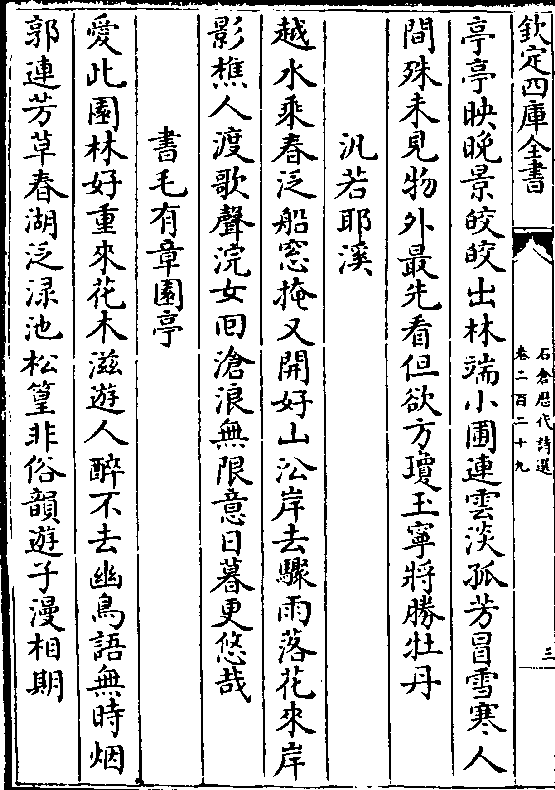 欽定四庫全書
石倉歴代詩選
卷二百二十九
三
亭亭映晚景皎皎出林端小圃連雲淡孤芳冒雪寒人
間殊未見物外最先看但欲方瓊玉寧將勝牡丹
汎若耶溪
越水乘春泛船窓掩又開好山㳂岸去驟雨落花來岸
影樵人渡歌聲浣女囘滄浪無限意日暮更悠哉
書毛有章園亭
愛此園林好重來花木滋遊人醉不去幽鳥語無時烟
郭連芳草春湖泛渌池松篁非俗韻遊子漫相期